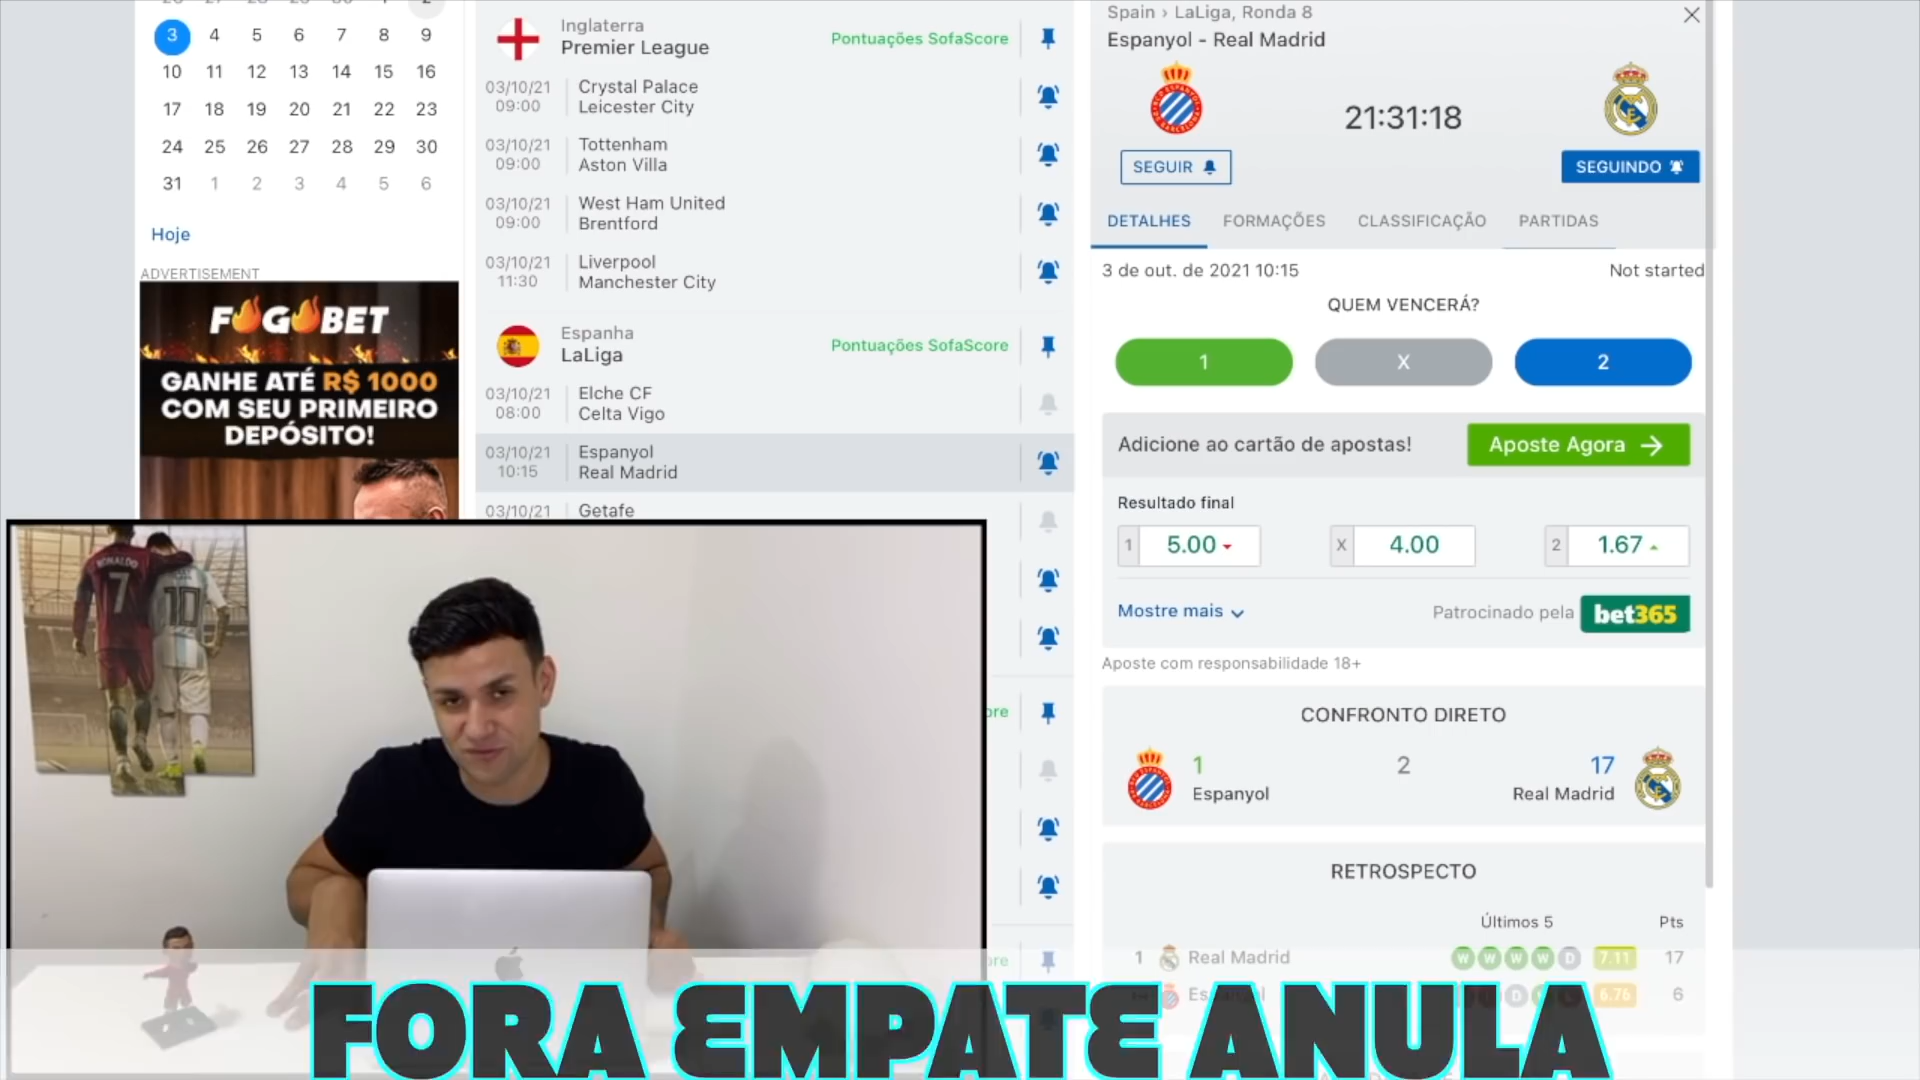 3 4 5 6 7 8 9
10 11 12 13 14 15 16
17 18 19 20 21 22 23
24 25 26 27 28 29 30
31 1 2 3 4 5 6
Hoje
ADVERTISEMENT
FOGOBET
GANHE ATÉ R$ 1000
COM SEU PRIMEIRO
DEPÓSITO!
RONALDO
7
10
Inglaterra
Premier League
Pontuações SofaScore
03/10/21 Crystal Palace
09:00 Leicester City
03/10/21 Tottenham
09:00 Aston Villa
03/10/21 West Ham United
09:00 Brentford
03/10/21 Liverpool
11:30 Manchester City
Espanha
LaLiga
Pontuações SofaScore
03/10/21 Elche CF
08:00 Celta Vigo
03/10/21 Espanyol
10:15 Real Madrid
03/10/21 Getafe
Spain › LaLiga, Ronda 8
Espanyol - Real Madrid
21:31:18
SEGUIR
SEGUINDO
DETALHES FORMAÇÕES CLASSIFICAÇÃO PARTIDAS
3 de out. de 2021 10:15 Not started
QUEM VENCERÁ?
1 X 2
Adicione ao cartão de apostas! Aposte Agora →
Resultado final
1 5.00 X 4.00 2 1.67
Mostre mais
Patrocinado pela bet365
Aposte com responsabilidade 18+
CONFRONTO DIRETO
1 2 17
Espanyol Real Madrid
RETROSPECTO
Últimos 5 Pts
1 Real Madrid W W W W D 7.11 17
D 6.76 6
FORA EMPATE ANULA